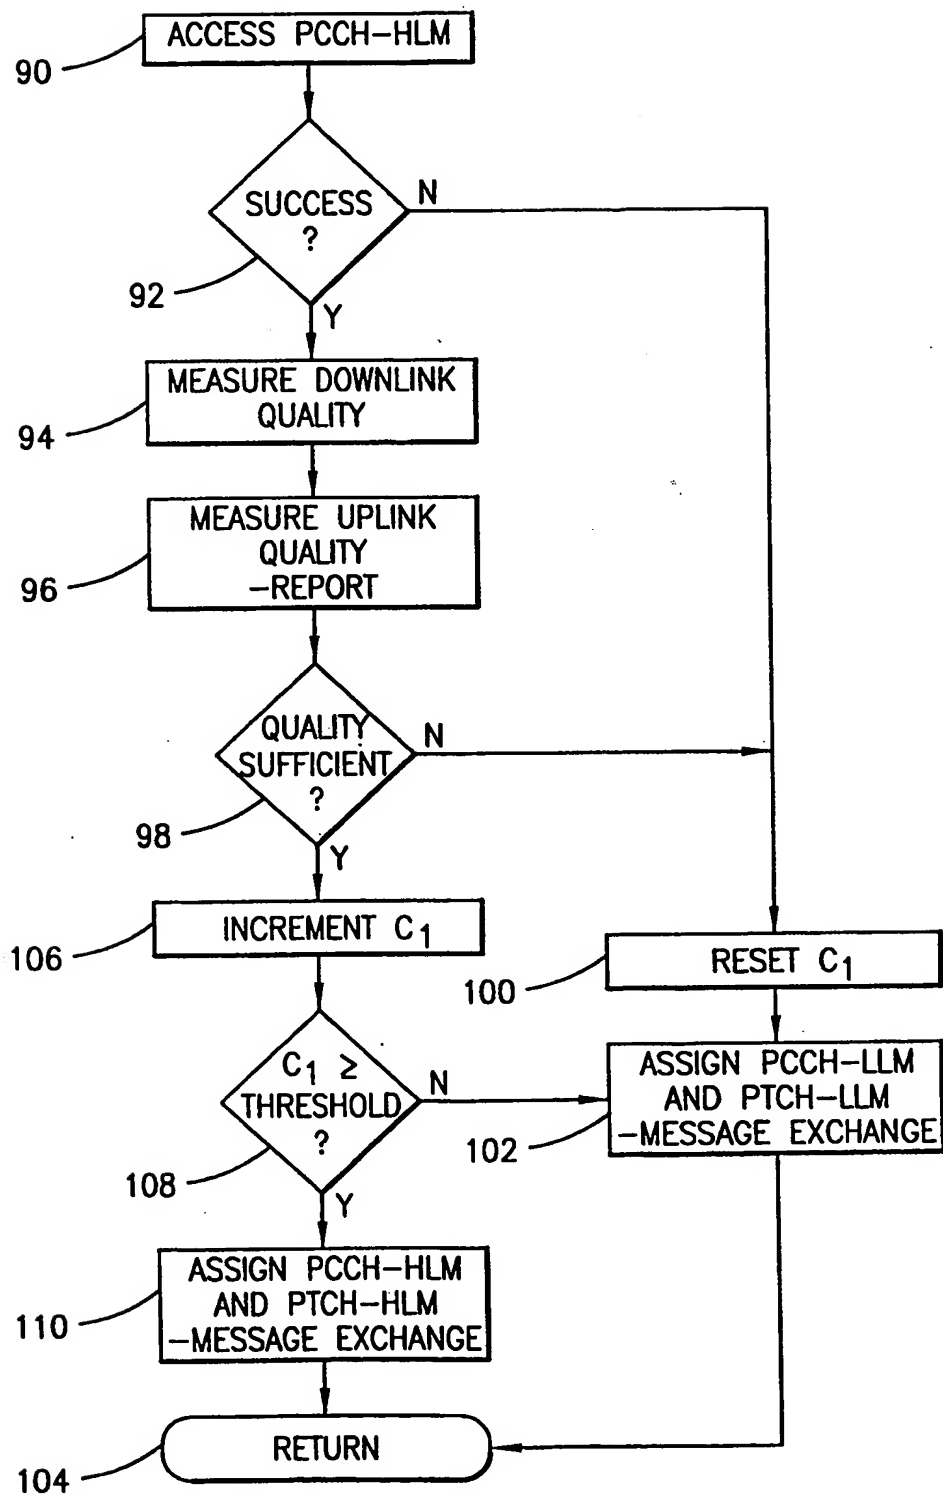 ACCESS PCCH-HLM
90
SUCCESS
?
N
92
Y
MEASURE DOWNLINK
QUALITY
94
MEASURE UPLINK
QUALITY
-REPORT
96
QUALITY
SUFFICIENT
?
N
98
Y
INCREMENT C1
106
RESET C1
100
C1 ≥
THRESHOLD
?
N
108
Y
ASSIGN PCCH-LLM
AND PTCH-LLM
-MESSAGE EXCHANGE
102
ASSIGN PCCH-HLM
AND PTCH-HLM
-MESSAGE EXCHANGE
110
RETURN
104